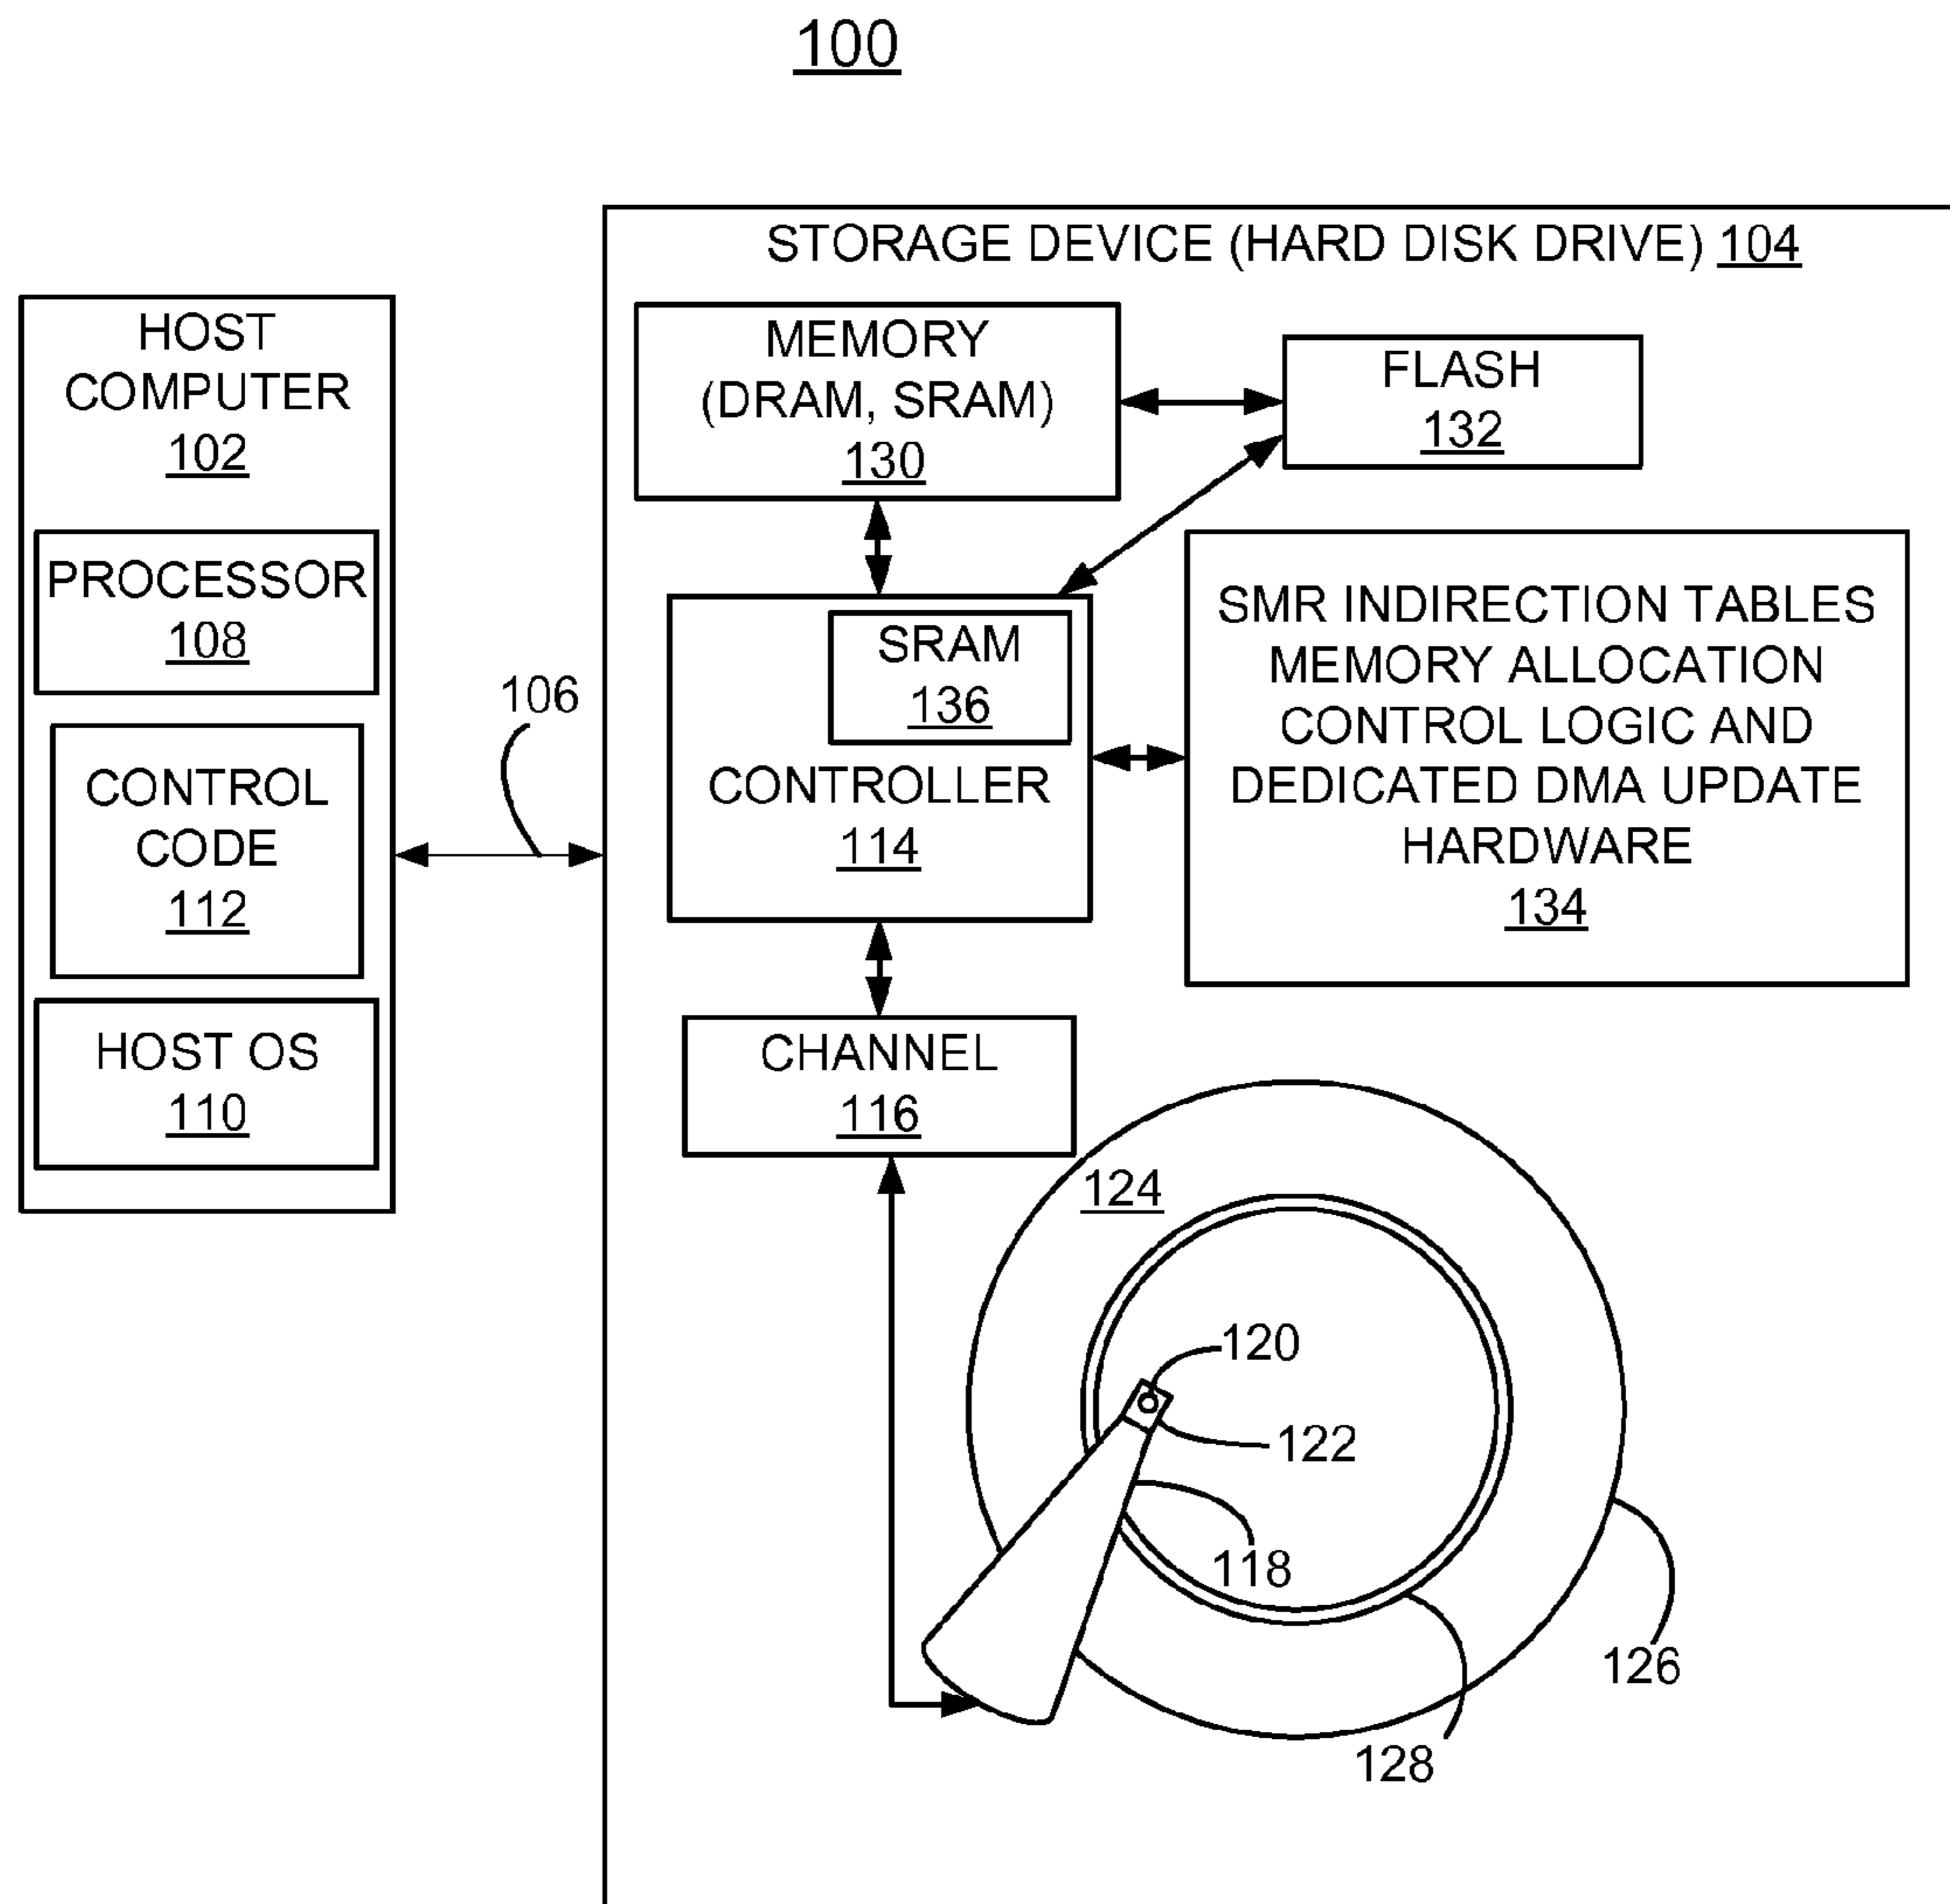 100
HOST
COMPUTER
102
PROCESSOR
108
CONTROL
CODE
112
HOST OS
110
106
STORAGE DEVICE (HARD DISK DRIVE) 104
MEMORY
(DRAM, SRAM)
130
FLASH
132
SRAM
136
CONTROLLER
114
SMR INDIRECTION TABLES
MEMORY ALLOCATION
CONTROL LOGIC AND
DEDICATED DMA UPDATE
HARDWARE
134
CHANNEL
116
124
120
122
118
126
128